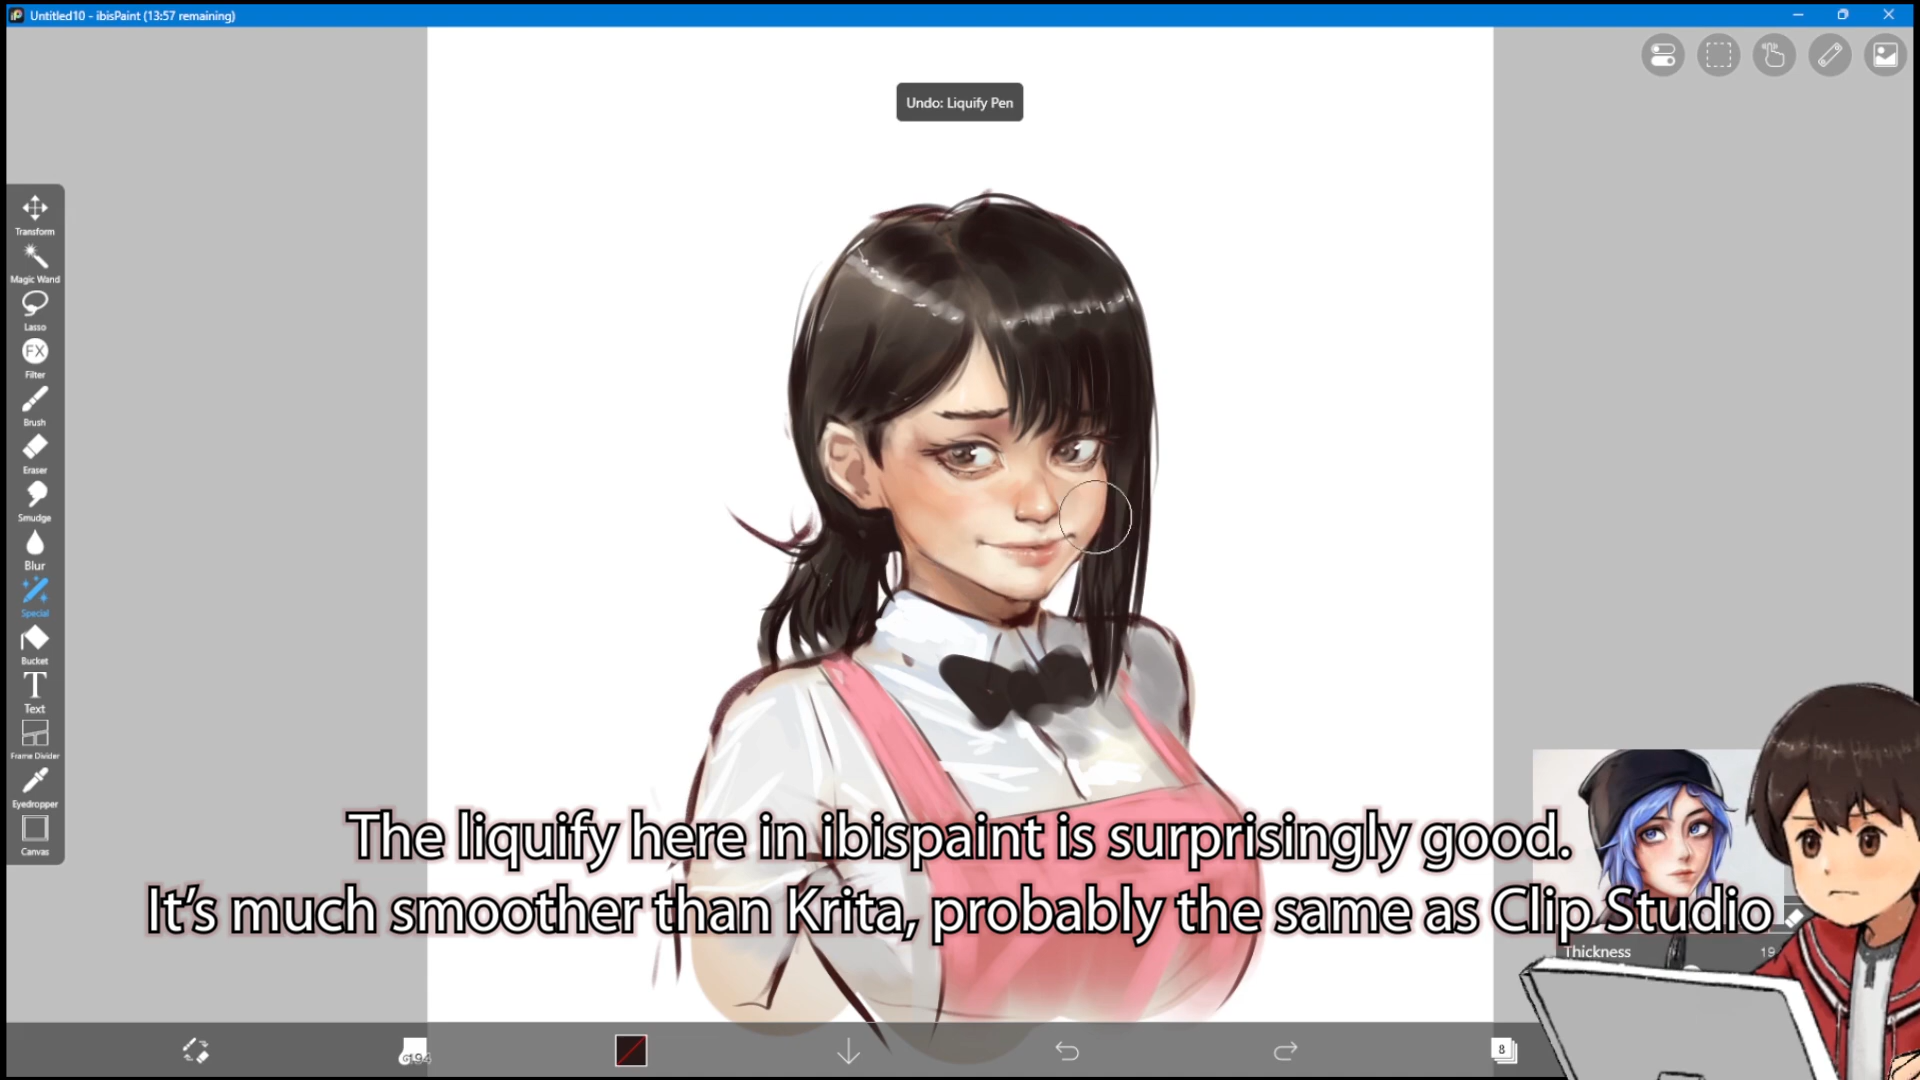 Untitled10 - ibisPaint (13:57 remaining)
Undo: Liquify Pen
Transform
Magic Wand
Lasso
FX
Filter
Brush
Eraser
Smudge
Blur
Special
Bucket
T
Text
Frame Divider
Eyedropper
Canvas
The liquify here in ibispaint is surprisingly good.
It's much smoother than Krita, probably the same as Clip Studio
Thickness
19
8